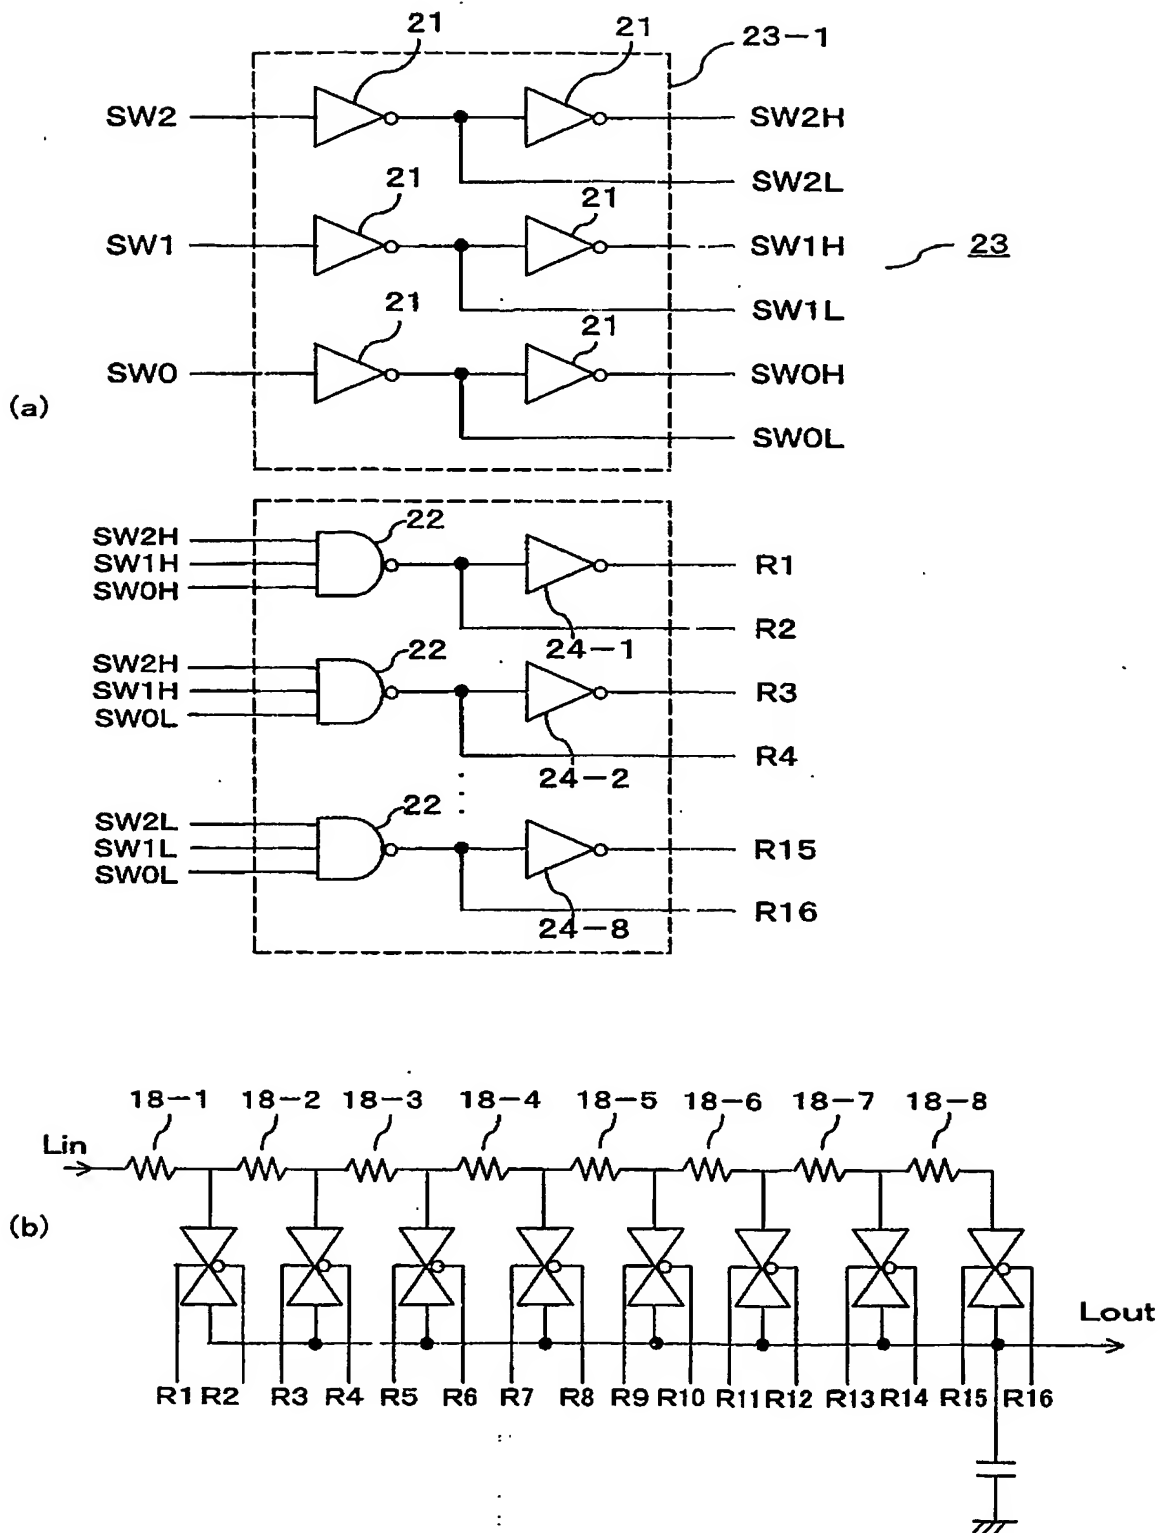 21
21
23-1
SW2
SW2H
SW2L
21
21
SW1
SW1H
23
SW1L
21
21
SW0
SW0H
(a)
SW0L
SW2H
SW1H
SW0H
22
R1
24-1
R2
SW2H
SW1H
SW0L
22
R3
24-2
R4
SW2L
SW1L
SW0L
22
R15
24-8
R16
18-1 18-2 18-3 18-4 18-5 18-6 18-7 18-8
Lin
(b)
Lout
R1 R2 R3 R4 R5 R6 R7 R8 R9 R10 R11 R12 R13 R14 R15 R16